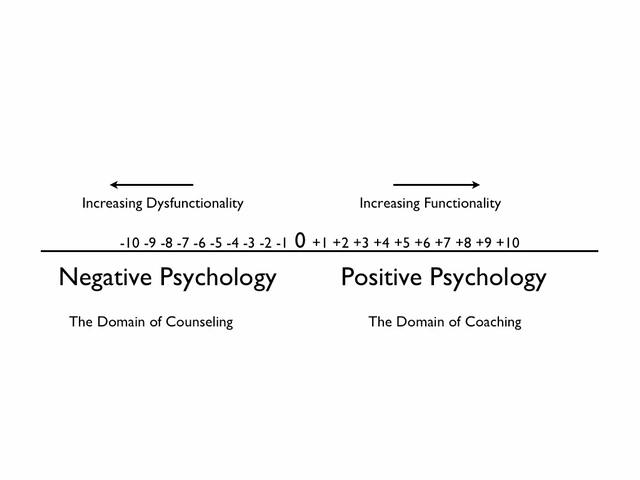 Increasing Dysfunctionality
Increasing Functionality
-10 -9 -8 -7 -6 -5 -4 -3 -2 -1 0 +1 +2 +3 +4 +5 +6 +7 +8 +9 +10
Negative Psychology
Positive Psychology
The Domain of Counseling
The Domain of Coaching